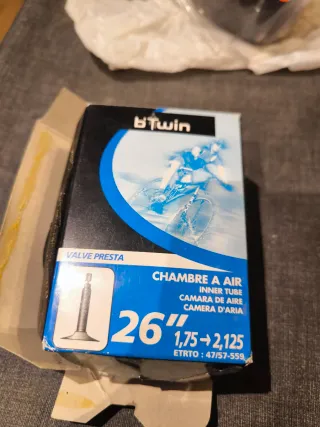 b'Twin
VALVE PRESTA
CHAMBRE A AIR
INNER TUBE
CAMARA DE AIRE
CAMERA D'ARIA
26" 1,75→2,125
ETRTO : 47/57-559